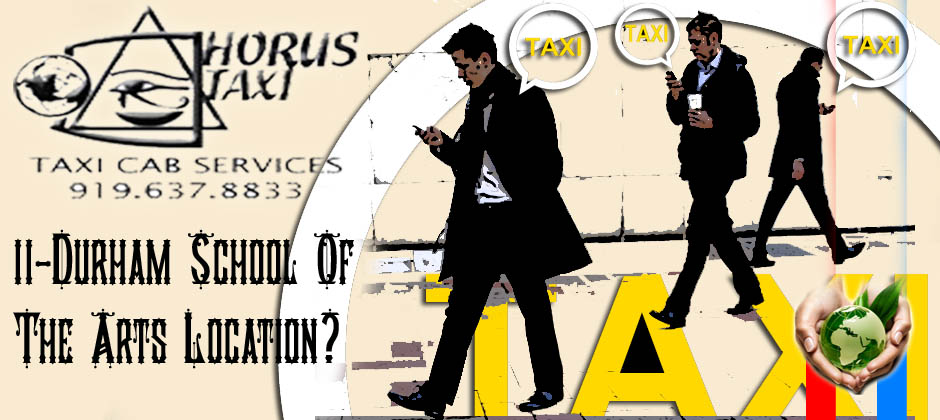 HORUS
TAXI
TAXI CAB SERVICES
919.637.8833
11-Durham School Of
The Arts Location?
TAXI
TAXI
TAXI
TAXI